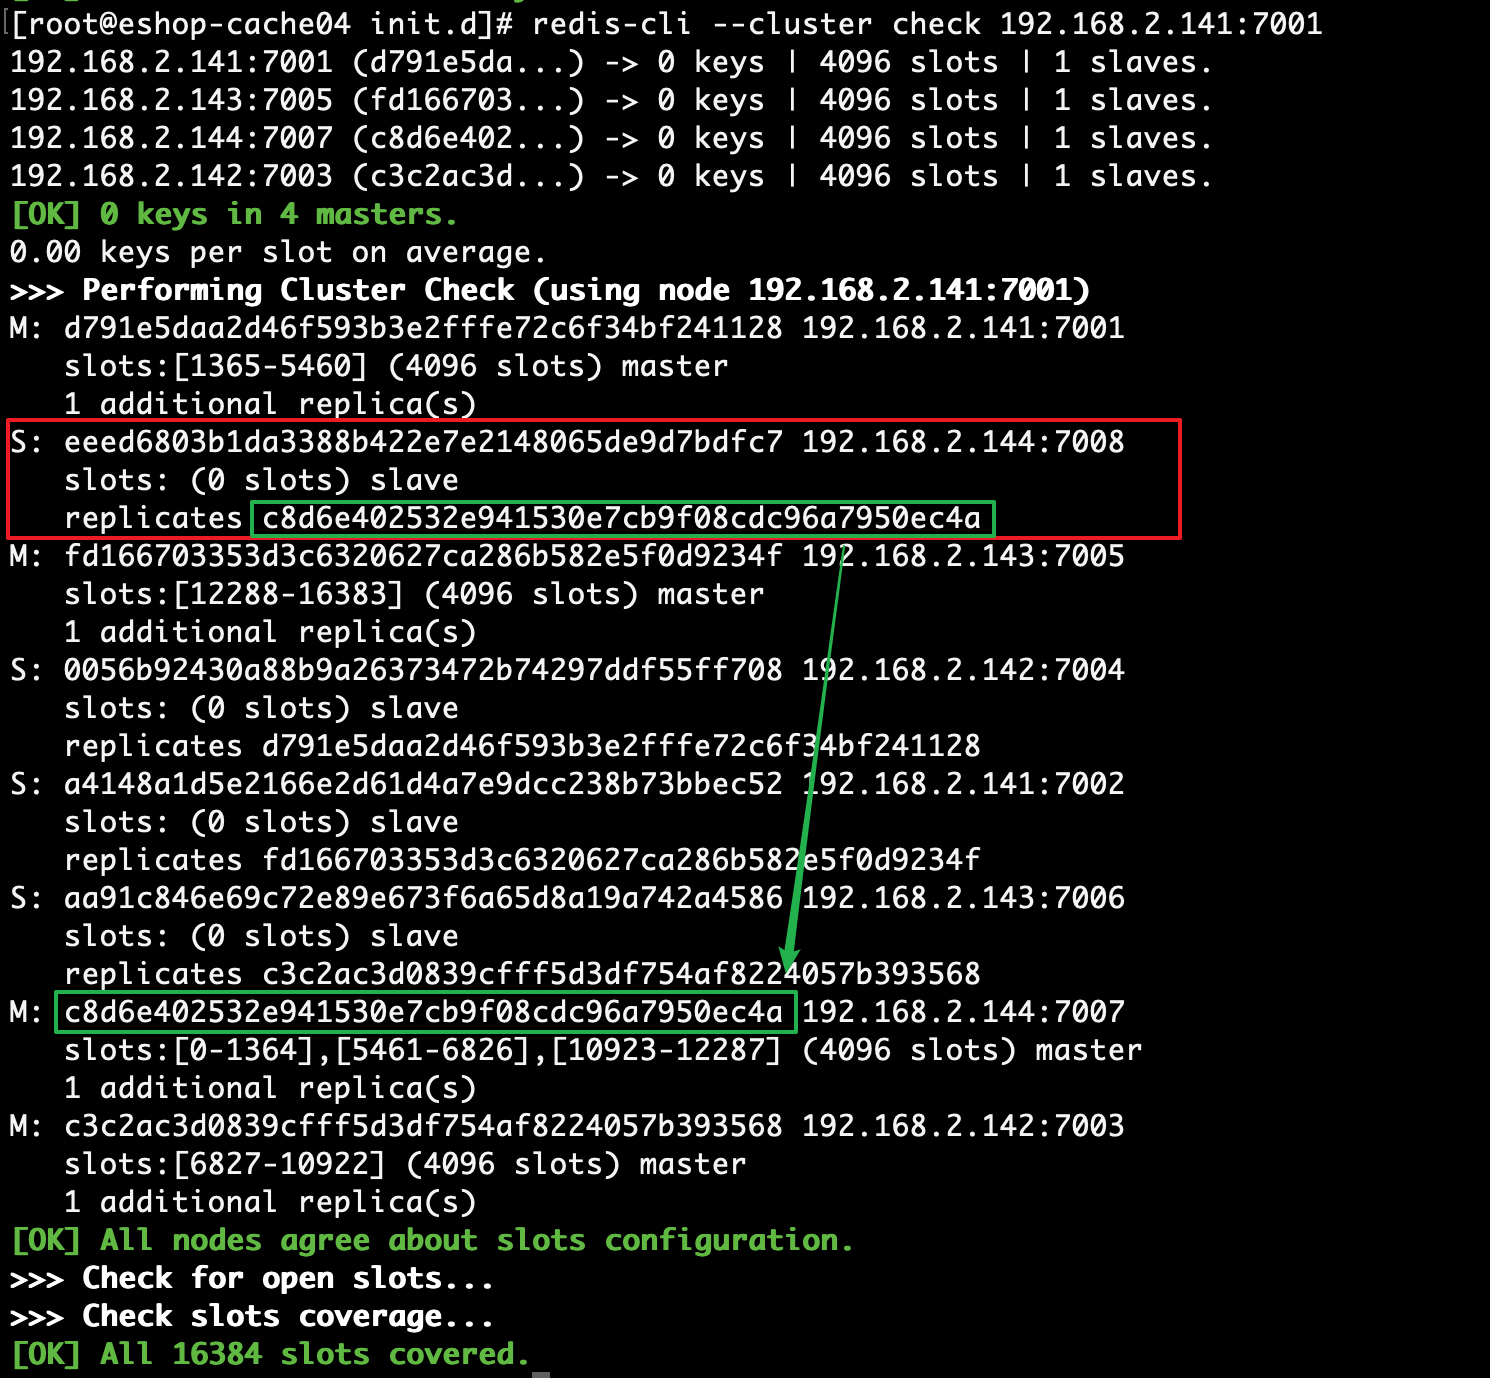 [root@eshop-cache04 init.d]# redis-cli --cluster check 192.168.2.141:7001
192.168.2.141:7001 (d791e5da...) -> 0 keys | 4096 slots | 1 slaves.
192.168.2.143:7005 (fd166703...) -> 0 keys | 4096 slots | 1 slaves.
192.168.2.144:7007 (c8d6e402...) -> 0 keys | 4096 slots | 1 slaves.
192.168.2.142:7003 (c3c2ac3d...) -> 0 keys | 4096 slots | 1 slaves.
[OK] 0 keys in 4 masters.
0.00 keys per slot on average.
>>> Performing Cluster Check (using node 192.168.2.141:7001)
M: d791e5daa2d46f593b3e2fffe72c6f34bf241128 192.168.2.141:7001
   slots:[1365-5460] (4096 slots) master
   1 additional replica(s)
S: eeed6803b1da3388b422e7e2148065de9d7bdfc7 192.168.2.144:7008
   slots: (0 slots) slave
   replicates c8d6e402532e941530e7cb9f08cdc96a7950ec4a
M: fd166703353d3c6320627ca286b582e5f0d9234f 192.168.2.143:7005
   slots:[12288-16383] (4096 slots) master
   1 additional replica(s)
S: 0056b92430a88b9a26373472b74297ddf55ff708 192.168.2.142:7004
   slots: (0 slots) slave
   replicates d791e5daa2d46f593b3e2fffe72c6f34bf241128
S: a4148a1d5e2166e2d61d4a7e9dcc238b73bbec52 192.168.2.141:7002
   slots: (0 slots) slave
   replicates fd166703353d3c6320627ca286b582e5f0d9234f
S: aa91c846e69c72e89e673f6a65d8a19a742a4586 192.168.2.143:7006
   slots: (0 slots) slave
   replicates c3c2ac3d0839cfff5d3df754af8224057b393568
M: c8d6e402532e941530e7cb9f08cdc96a7950ec4a 192.168.2.144:7007
   slots:[0-1364],[5461-6826],[10923-12287] (4096 slots) master
   1 additional replica(s)
M: c3c2ac3d0839cfff5d3df754af8224057b393568 192.168.2.142:7003
   slots:[6827-10922] (4096 slots) master
   1 additional replica(s)
[OK] All nodes agree about slots configuration.
>>> Check for open slots...
>>> Check slots coverage...
[OK] All 16384 slots covered.